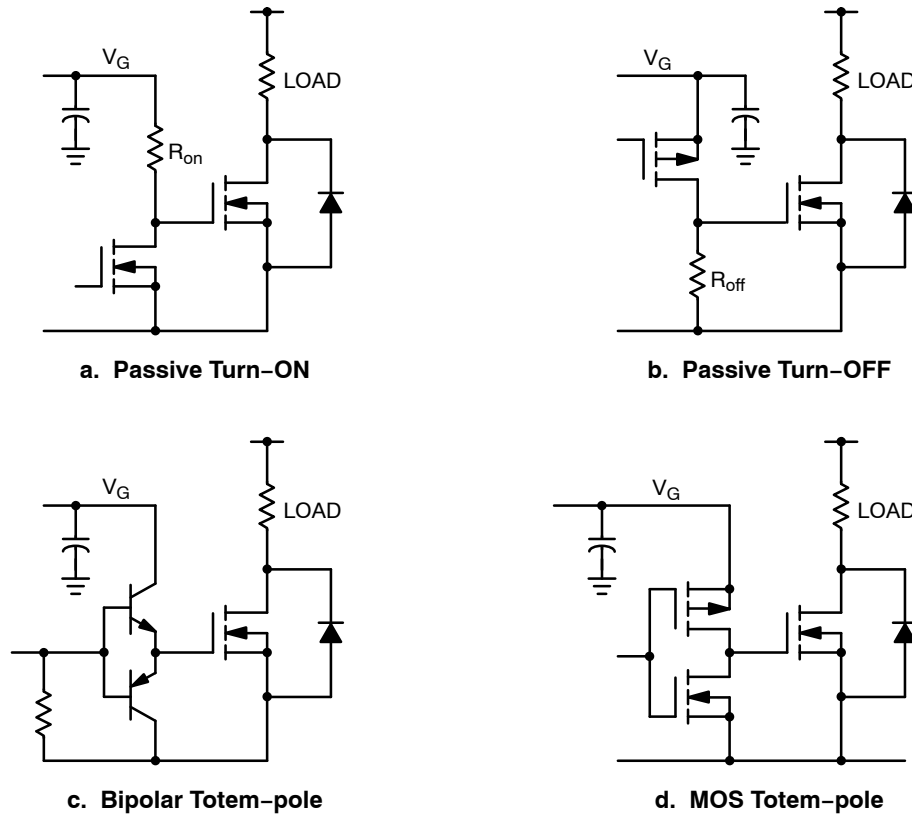 V_G
LOAD
R_on
a. Passive Turn−ON
V_G
LOAD
R_off
b. Passive Turn−OFF
V_G
LOAD
c. Bipolar Totem−pole
V_G
LOAD
d. MOS Totem−pole